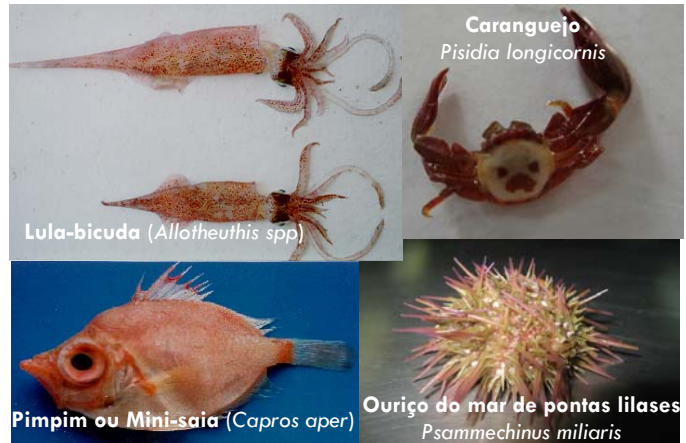 Caranguejo
Pisidia longicornis
Lula-bicuda (Allotheuthis spp)
Pimpim ou Mini-saia (Capros aper)
Ouriço do mar de pontas lilases
Psammechinus miliaris